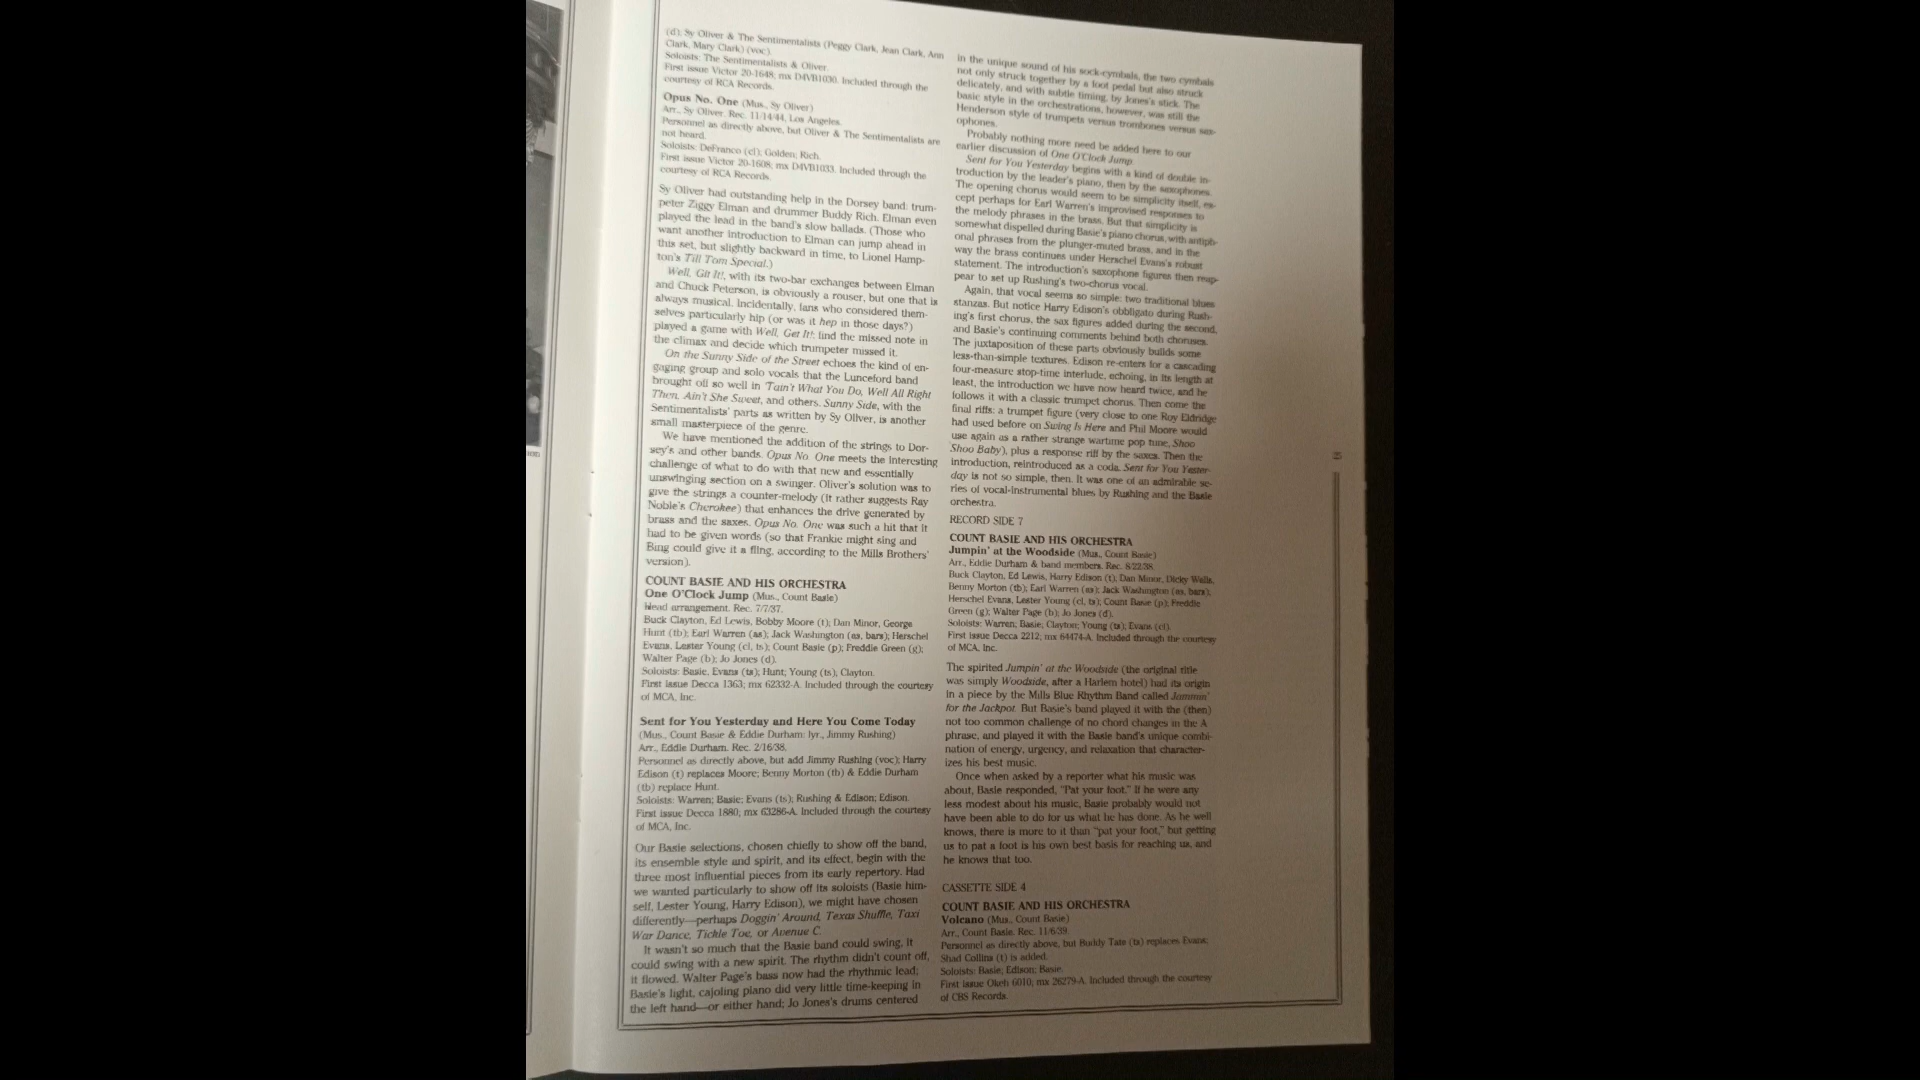 (d); Sy Oliver & The Sentimentalists (Peggy Clark, Jean Clark, Ann
Clark, Mary Clark) (voc).
Soloists: The Sentimentalists & Oliver.
First issue Victor 20-1648; mx D4VB1030. Included through the
courtesy of RCA Records.
Opus No. One (Mus., Sy Oliver)
Arr., Sy Oliver. Rec. 11/14/44, Los Angeles.
Personnel as directly above, but Oliver & The Sentimentalists are
not heard.
Soloists: DeFranco (cl); Golden; Rich.
First issue Victor 20-1608; mx D4VB1033. Included through the
courtesy of RCA Records.
Sy Oliver had outstanding help in the Dorsey band: trum-
peter Ziggy Elman and drummer Buddy Rich. Elman even
played the lead in the band's slow ballads. (Those who
want another introduction to Elman can jump ahead in
this set, but slightly backward in time, to Lionel Hamp-
ton's Till Tom Special.)
Well, Git It!, with its two-bar exchanges between Elman
and Chuck Peterson, is obviously a rouser, but one that is
always musical. Incidentally, fans who considered them-
selves particularly hip (or was it hep in those days?)
played a game with Well, Get It!: find the missed note in
the climax and decide which trumpeter missed it.
On the Sunny Side of the Street echoes the kind of en-
gaging group and solo vocals that the Lunceford band
brought off so well in 'Tain't What You Do, Well All Right
Then, Ain't She Sweet, and others. Sunny Side, with the
Sentimentalists' parts as written by Sy Oliver, is another
small masterpiece of the genre.
We have mentioned the addition of the strings to Dor-
sey's and other bands. Opus No. One meets the interesting
challenge of what to do with that new and essentially
unswinging section on a swinger. Oliver's solution was to
give the strings a counter-melody (it rather suggests Ray
Noble's Cherokee) that enhances the drive generated by
brass and the saxes. Opus No. One was such a hit that it
had to be given words (so that Frankie might sing and
Bing could give it a fling, according to the Mills Brothers'
version).
COUNT BASIE AND HIS ORCHESTRA
One O'Clock Jump (Mus., Count Basie)
Head arrangement. Rec. 7/7/37.
Buck Clayton, Ed Lewis, Bobby Moore (t); Dan Minor, George
Hunt (tb); Earl Warren (as); Jack Washington (as, bars); Herschel
Evans, Lester Young (cl, ts); Count Basie (p); Freddie Green (g);
Walter Page (b); Jo Jones (d).
Soloists: Basie, Evans (ts); Hunt; Young (ts), Clayton.
First issue Decca 1363; mx 62332-A. Included through the courtesy
of MCA, Inc.
Sent for You Yesterday and Here You Come Today
(Mus., Count Basie & Eddie Durham: lyr., Jimmy Rushing)
Arr., Eddie Durham. Rec. 2/16/38.
Personnel as directly above, but add Jimmy Rushing (voc); Harry
Edison (t) replaces Moore; Benny Morton (tb) & Eddie Durham
(tb) replace Hunt.
Soloists: Warren; Basie; Evans (ts); Rushing & Edison; Edison.
First issue Decca 1880; mx 63286-A. Included through the courtesy
of MCA, Inc.
Our Basie selections, chosen chiefly to show off the band,
its ensemble style and spirit, and its effect, begin with the
three most influential pieces from its early repertory. Had
we wanted particularly to show off its soloists (Basie him-
self, Lester Young, Harry Edison), we might have chosen
differently—perhaps Doggin' Around, Texas Shuffle, Taxi
War Dance, Tickle Toe, or Avenue C.
It wasn't so much that the Basie band could swing, it
could swing with a new spirit. The rhythm didn't count off,
it flowed. Walter Page's bass now had the rhythmic lead;
Basie's light, cajoling piano did very little time-keeping in
the left hand—or either hand; Jo Jones's drums centered
in the unique sound of his sock-cymbals, the two cymbals
not only struck together by a foot pedal but also struck
delicately, and with subtle timing, by Jones's stick. The
basic style in the orchestrations, however, was still the
Henderson style of trumpets versus trombones versus sax-
ophones.
Probably nothing more need be added here to our
earlier discussion of One O'Clock Jump.
Sent for You Yesterday begins with a kind of double in-
troduction by the leader's piano, then by the saxophones.
The opening chorus would seem to be simplicity itself, ex-
cept perhaps for Earl Warren's improvised responses to
the melody phrases in the brass. But that simplicity is
somewhat dispelled during Basie's piano chorus, with antiph-
onal phrases from the plunger-muted brass, and in the
way the brass continues under Herschel Evans's robust
statement. The introduction's saxophone figures then reap-
pear to set up Rushing's two-chorus vocal.
Again, that vocal seems so simple: two traditional blues
stanzas. But notice Harry Edison's obbligato during Rush-
ing's first chorus, the sax figures added during the second,
and Basie's continuing comments behind both choruses.
The juxtaposition of these parts obviously builds some
less-than-simple textures. Edison re-enters for a cascading
four-measure stop-time interlude, echoing, in its length at
least, the introduction we have now heard twice, and he
follows it with a classic trumpet chorus. Then come the
final riffs: a trumpet figure (very close to one Roy Eldridge
had used before on Swing Is Here and Phil Moore would
use again as a rather strange wartime pop tune, Shoo
Shoo Baby), plus a response riff by the saxes. Then the
introduction, reintroduced as a coda. Sent for You Yester-
day is not so simple, then. It was one of an admirable se-
ries of vocal-instrumental blues by Rushing and the Basie
orchestra.
RECORD SIDE 7
COUNT BASIE AND HIS ORCHESTRA
Jumpin' at the Woodside (Mus., Count Basie)
Arr., Eddie Durham & band members. Rec. 8/22/38.
Buck Clayton, Ed Lewis, Harry Edison (t); Dan Minor, Dicky Wells,
Benny Morton (tb); Earl Warren (as); Jack Washington (as, bars);
Herschel Evans, Lester Young (cl, ts); Count Basie (p); Freddie
Green (g); Walter Page (b); Jo Jones (d).
Soloists: Warren; Basie; Clayton; Young (ts); Evans (cl).
First issue Decca 2212; mx 64474-A. Included through the courtesy
of MCA, Inc.
The spirited Jumpin' at the Woodside (the original title
was simply Woodside, after a Harlem hotel) had its origin
in a piece by the Mills Blue Rhythm Band called Jammin'
for the Jackpot. But Basie's band played it with the (then)
not too common challenge of no chord changes in the A
phrase, and played it with the Basie band's unique combi-
nation of energy, urgency, and relaxation that character-
izes his best music.
Once when asked by a reporter what his music was
about, Basie responded, "Pat your foot." If he were any
less modest about his music, Basie probably would not
have been able to do for us what he has done. As he well
knows, there is more to it than "pat your foot," but getting
us to pat a foot is his own best basis for reaching us, and
he knows that too.
CASSETTE SIDE 4
COUNT BASIE AND HIS ORCHESTRA
Volcano (Mus., Count Basie)
Arr., Count Basie. Rec. 11/6/39.
Personnel as directly above, but Buddy Tate (ts) replaces Evans;
Shad Collins (t) is added.
Soloists: Basie; Edison; Basie.
First issue Okeh 6010; mx 26279-A. Included through the courtesy
of CBS Records.